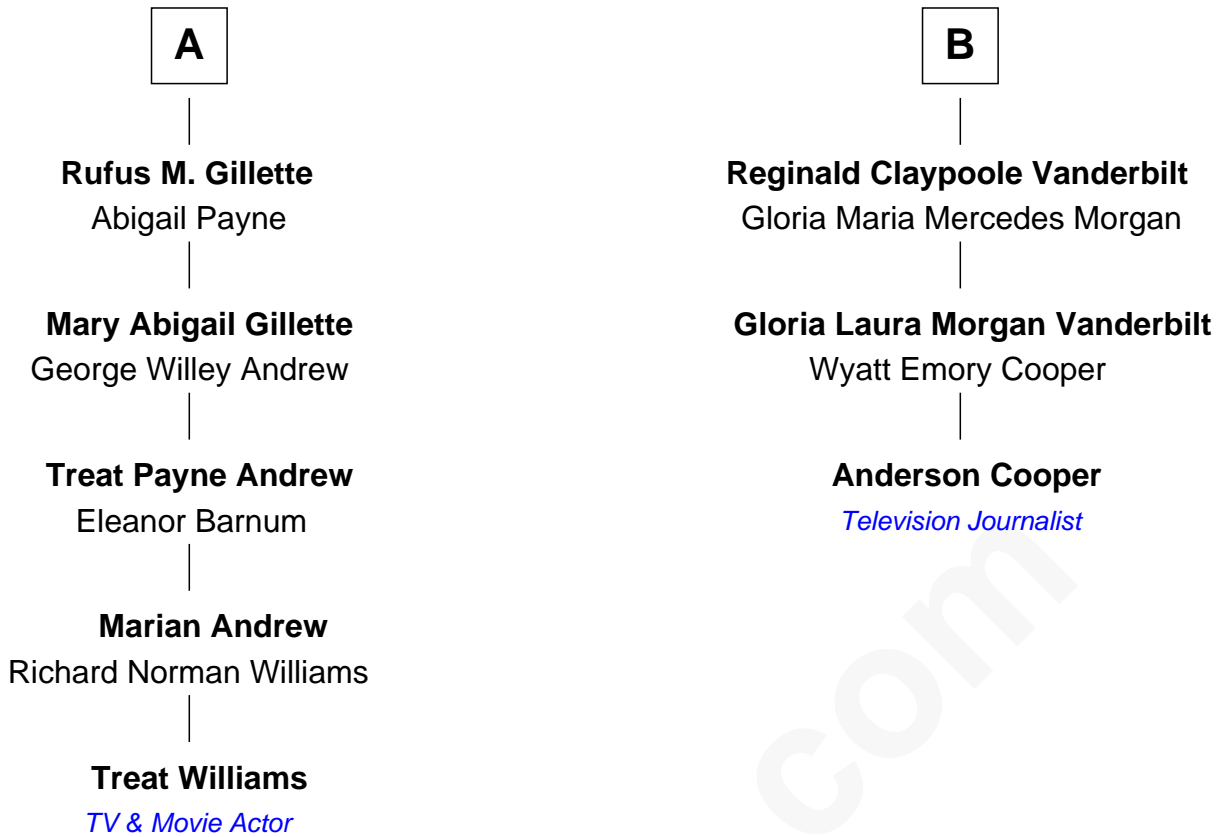 A
Rufus M. Gillette
Abigail Payne
Mary Abigail Gillette
George Willey Andrew
Treat Payne Andrew
Eleanor Barnum
Marian Andrew
Richard Norman Williams
Treat Williams
TV & Movie Actor
B
Reginald Claypoole Vanderbilt
Gloria Maria Mercedes Morgan
Gloria Laura Morgan Vanderbilt
Wyatt Emory Cooper
Anderson Cooper
Television Journalist
com